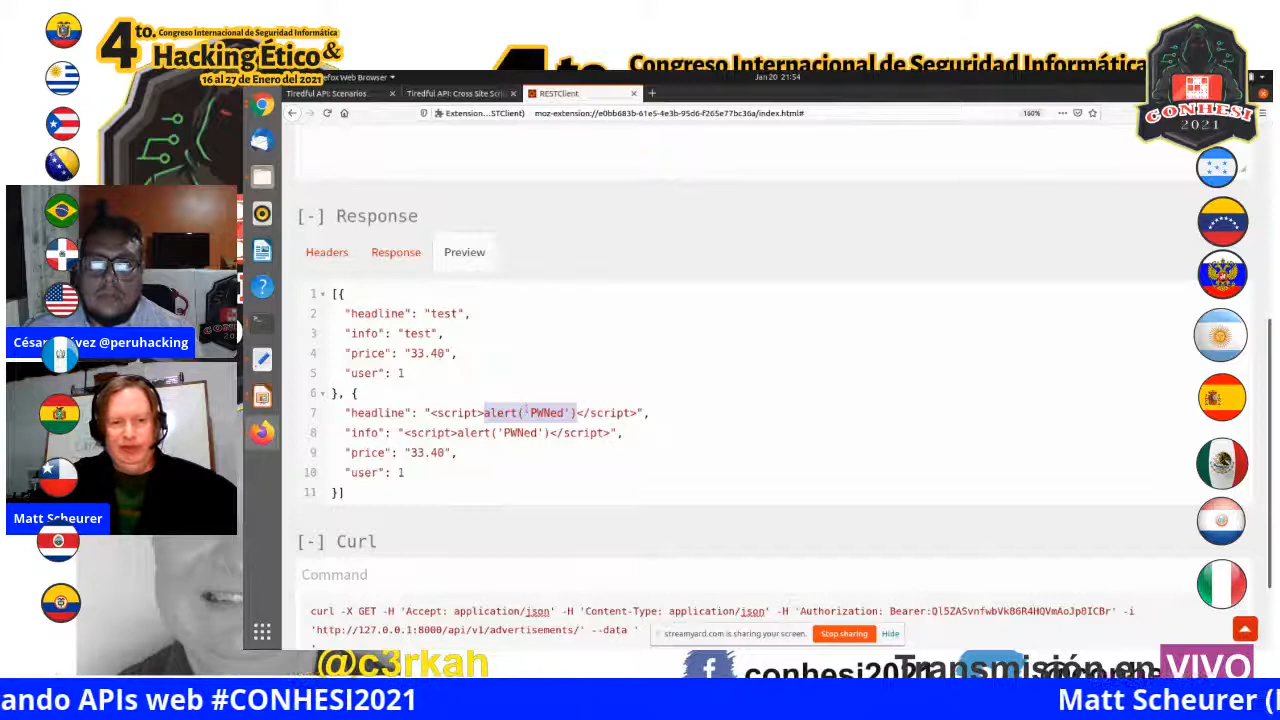 4to. Congreso Internacional de Seguridad Informática
Hacking Ético &
16 al 27 de Enero del 2021
Congreso Internacional de Seguridad Informática
CONHESI
2021
efox Web Browser
Jan 20 21:54
Tiredful API: Scenarios
Tiredful API: Cross Site Scri
RESTClient
Extension...STClient)
moz-extension://e0bb683b-61e5-4e3b-95d6-f265e77bc36a/index.html#
160%
[-] Response
Headers
Response
Preview
1 [{
2 "headline": "test",
3 "info": "test",
4 "price": "33.40",
5 "user": 1
6 }, {
7 "headline": "<script>alert('PWNed')</script>",
8 "info": "<script>alert('PWNed')</script>",
9 "price": "33.40",
10 "user": 1
11 }]
[-] Curl
Command
curl -X GET -H 'Accept: application/json' -H 'Content-Type: application/json' -H 'Authorization: Bearer:Ql5ZASvnfwbVk86R4HQVmAoJp8ICBr' -i
'http://127.0.0.1:8000/api/v1/advertisements/' --data '
'
streamyard.com is sharing your screen.
Stop sharing
Hide
@peruhacking
Matt Scheurer
@c3rkah
conhesi2021
Transmisión en VIVO
ando APIs web #CONHESI2021
Matt Scheurer (